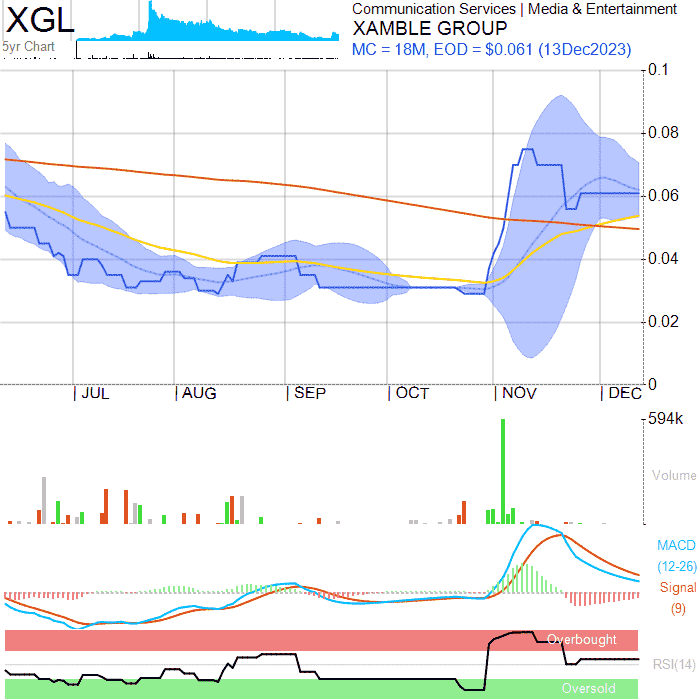 XGL
5yr Chart
Communication Services | Media & Entertainment
XAMBLE GROUP
MC = 18M, EOD = $0.061 (13Dec2023)
0.1
0.08
0.06
0.04
0.02
0
JUL
AUG
SEP
OCT
NOV
DEC
594k
Volume
MACD
(12-26)
Signal
(9)
Overbought
RSI(14)
Oversold